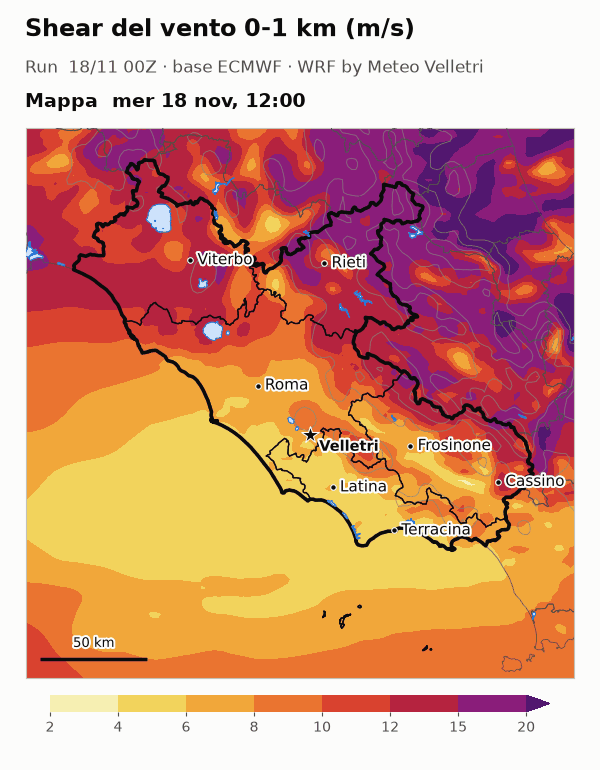 Shear del vento 0-1 km (m/s)
Run  18/11 00Z · base ECMWF · WRF by Meteo Velletri
Mappa  mer 18 nov, 12:00
Viterbo
Rieti
Roma
Velletri
Frosinone
Latina
Cassino
Terracina
50 km
2 4 6 8 10 12 15 20